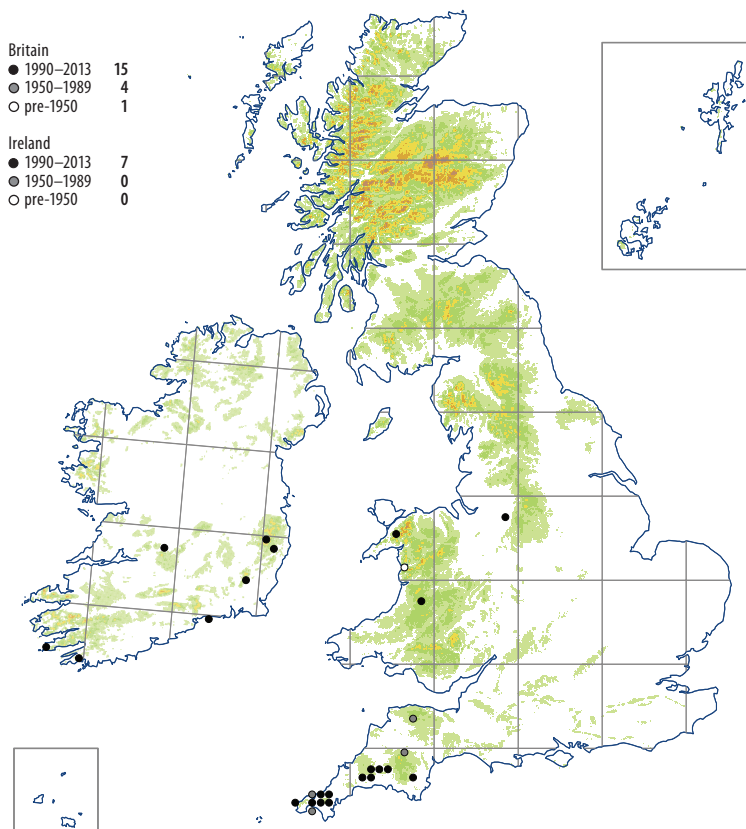 Britain
● 1990–2013 15
● 1950–1989 4
○ pre-1950 1
Ireland
● 1990–2013 7
● 1950–1989 0
○ pre-1950 0